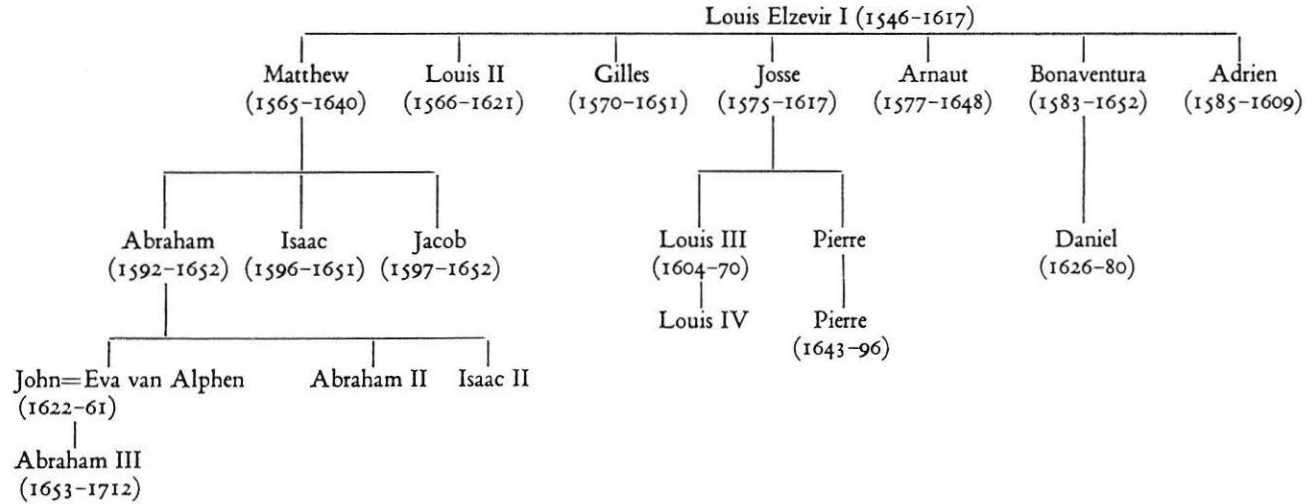 Louis Elzevir I (1546–1617)
Matthew Louis II Gilles Josse Arnaut Bonaventura Adrien
(1565–1640) (1566–1621) (1570–1651) (1575–1617) (1577–1648) (1583–1652) (1585–1609)
Abraham Isaac Jacob Louis III Pierre Daniel
(1592–1652) (1596–1651) (1597–1652) (1604–70) (1626–80)
Louis IV Pierre
(1643–96)
John=Eva van Alphen Abraham II Isaac II
(1622–61)
Abraham III
(1653–1712)